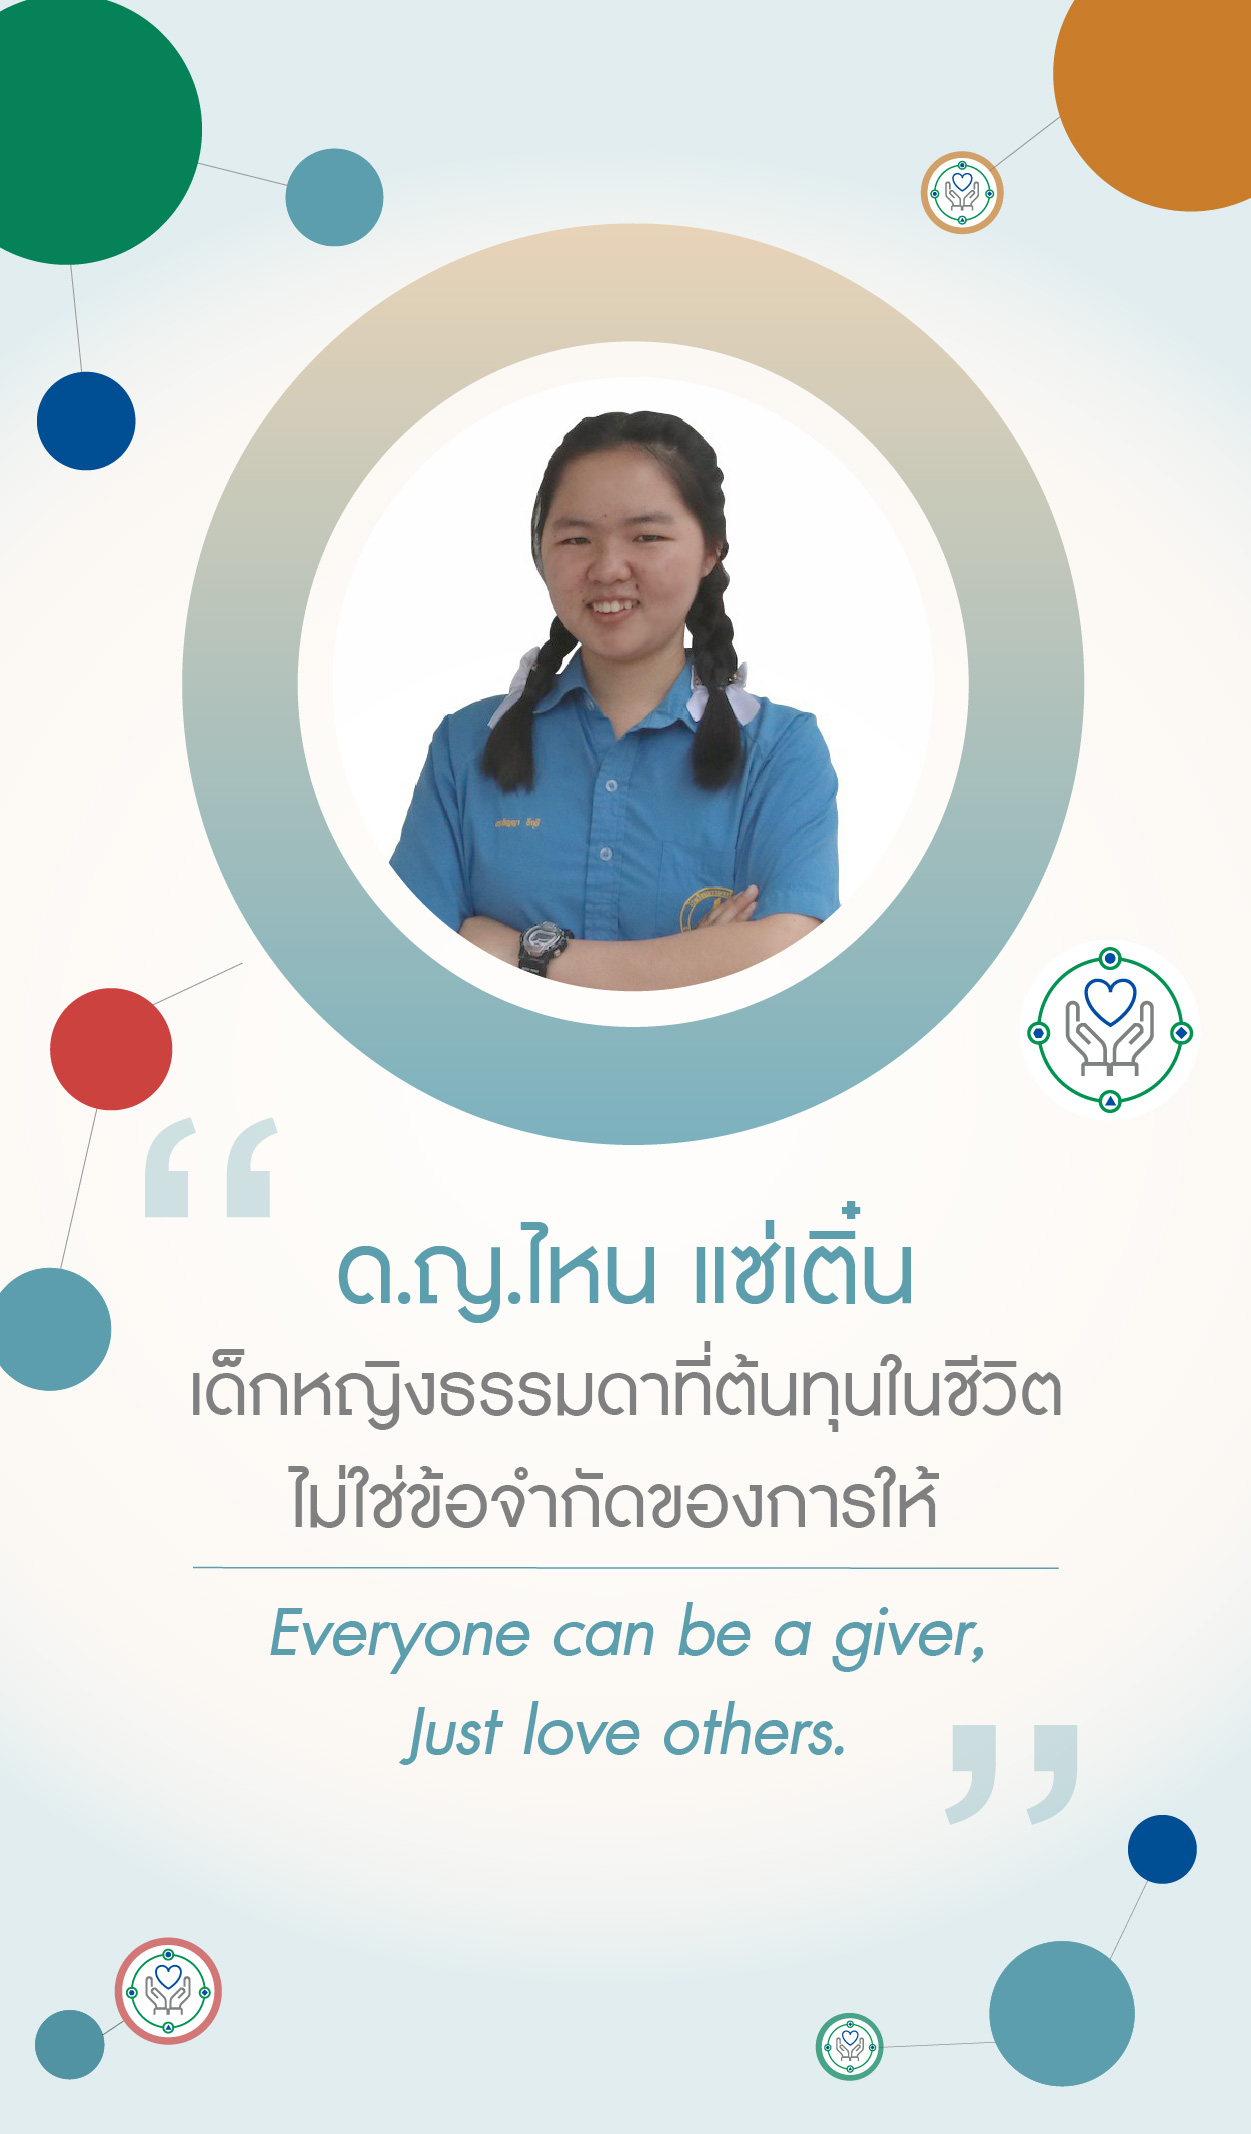 ด.ญ.ไหน แซ่เติ๋น
เด็กหญิงธรรมดาที่ต้นทุนในชีวิต
ไม่ใช่ข้อจำกัดของการให้
Everyone can be a giver,
Just love others.